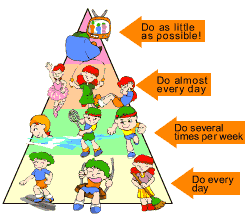 Do as little
as possible!
Do almost
every day
Do several
times per week
Do every
day